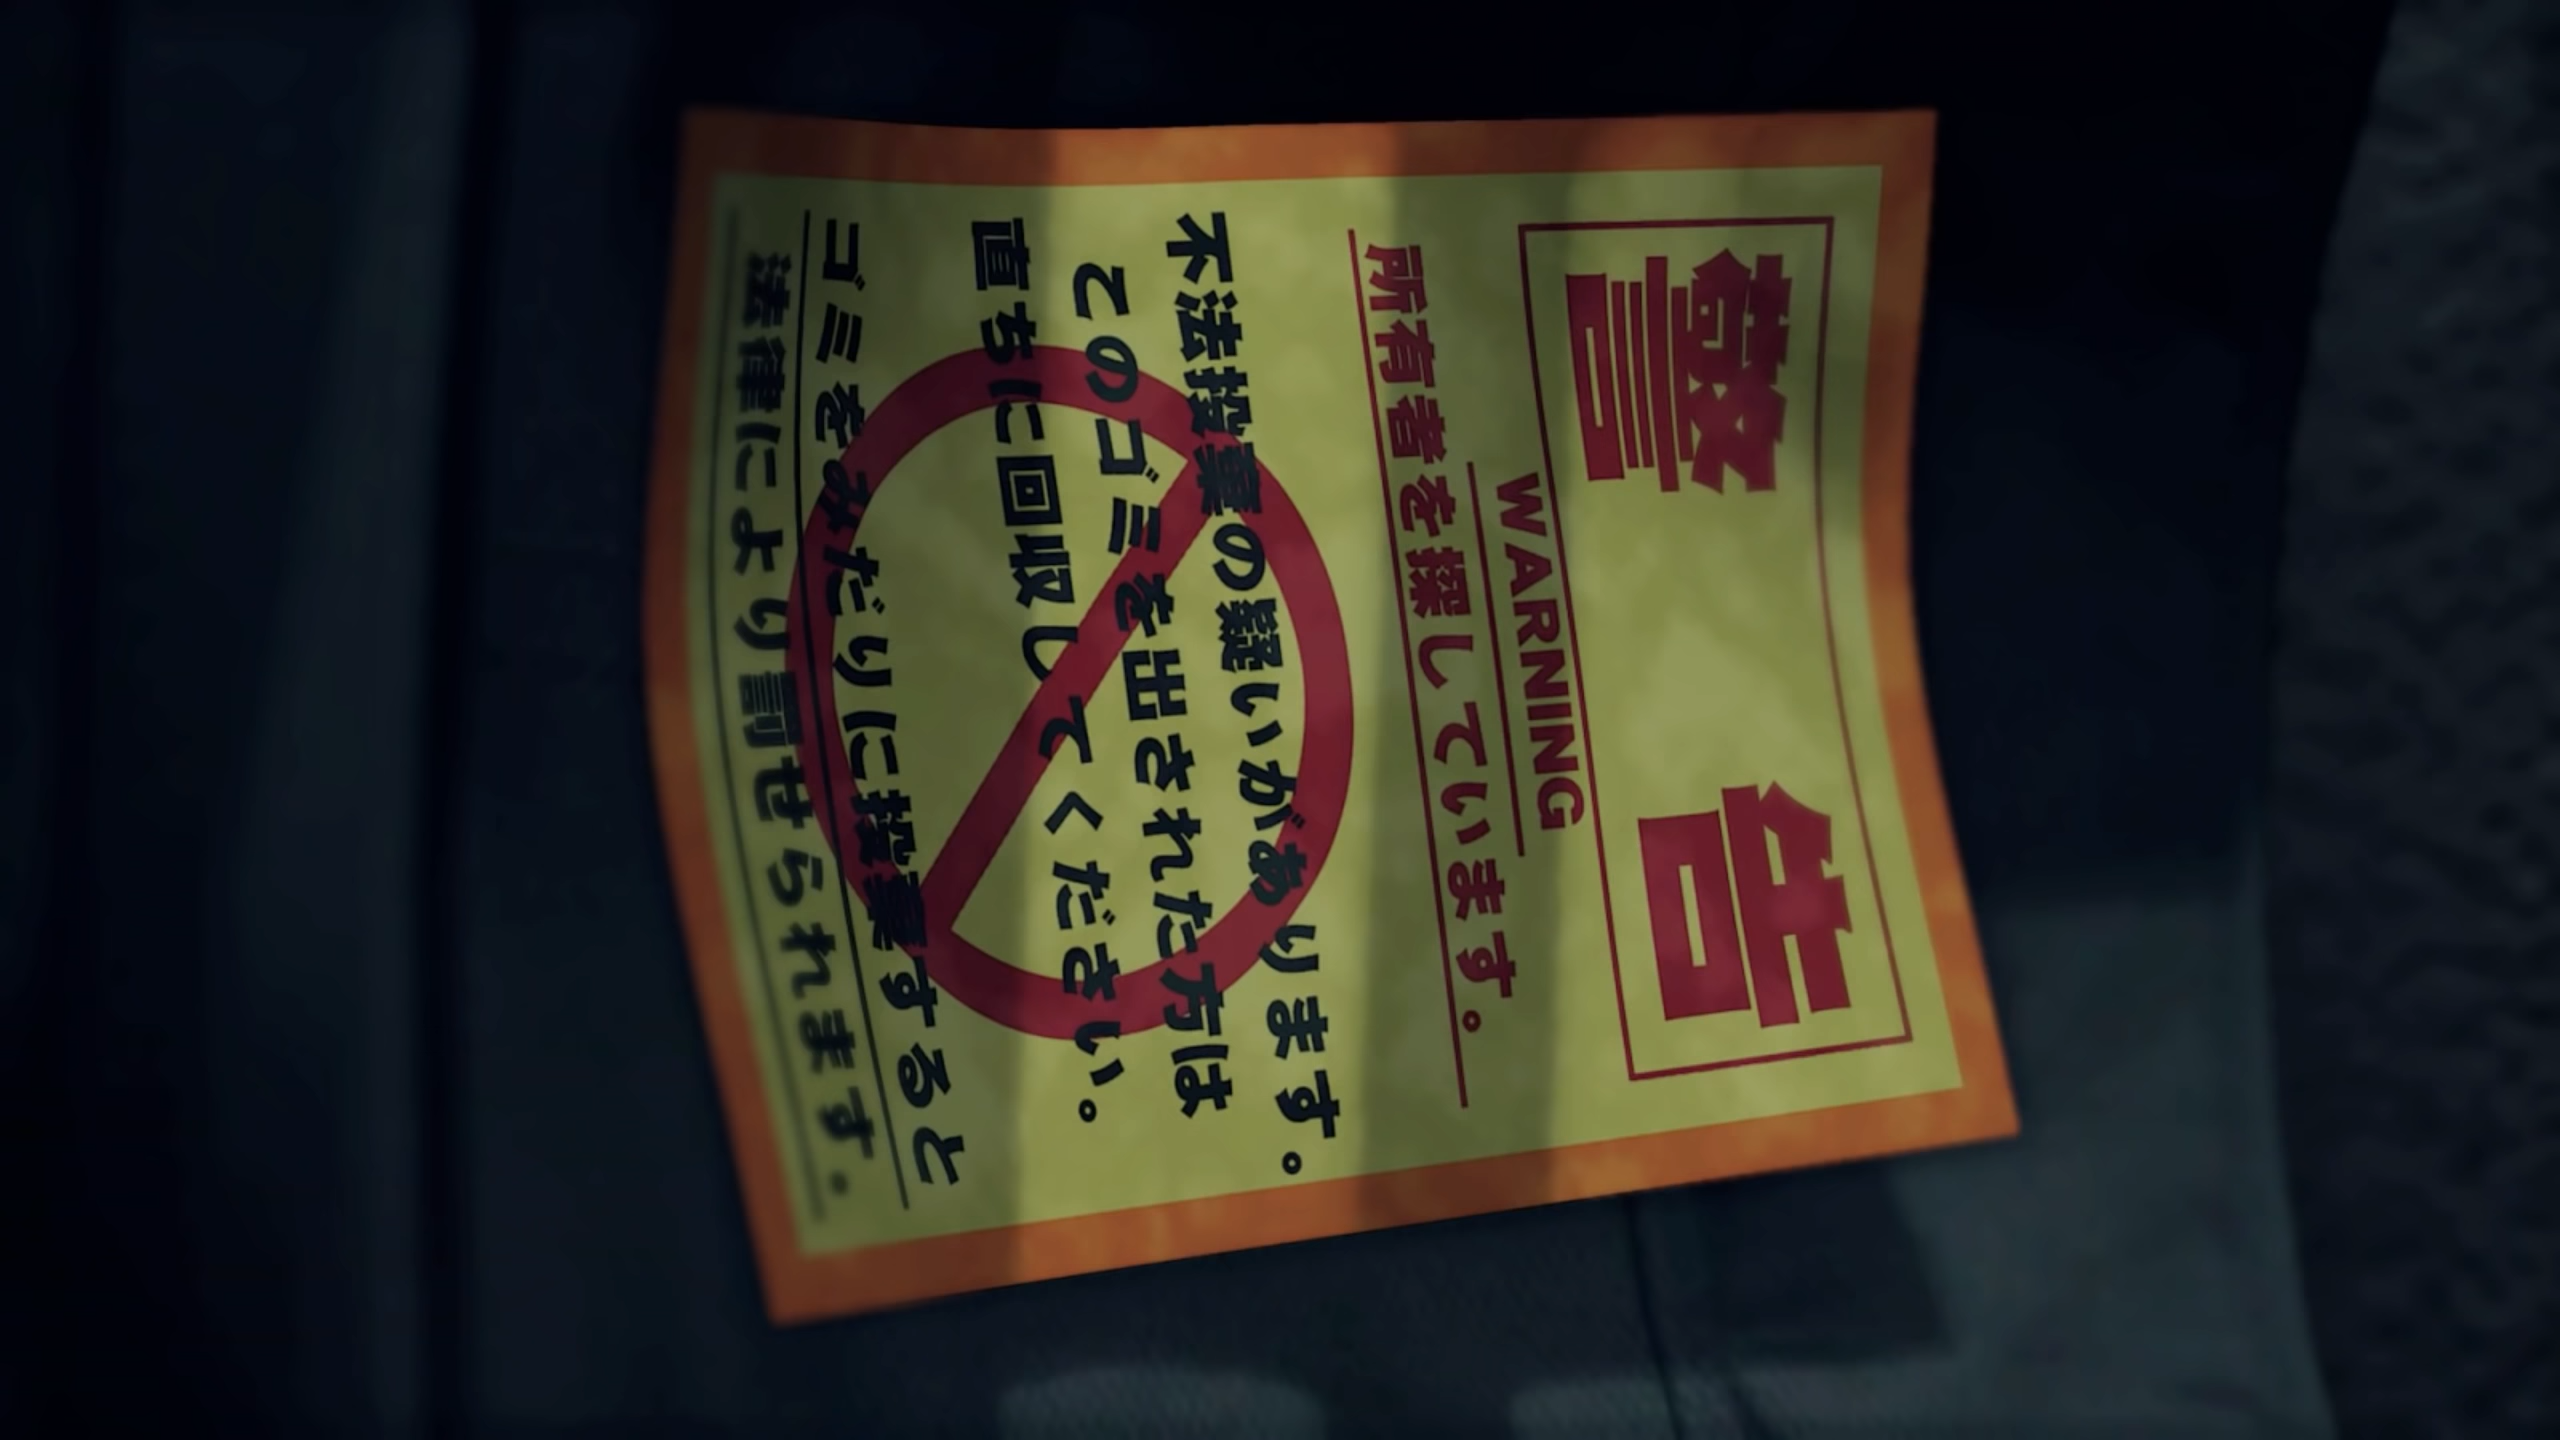 警告
WARNING
所有者を探しています。
不法投棄の疑いがあります。
このゴミを出された方は
直ちに回収してください。
ゴミをみだりに投棄すると
法律により罰せられます。